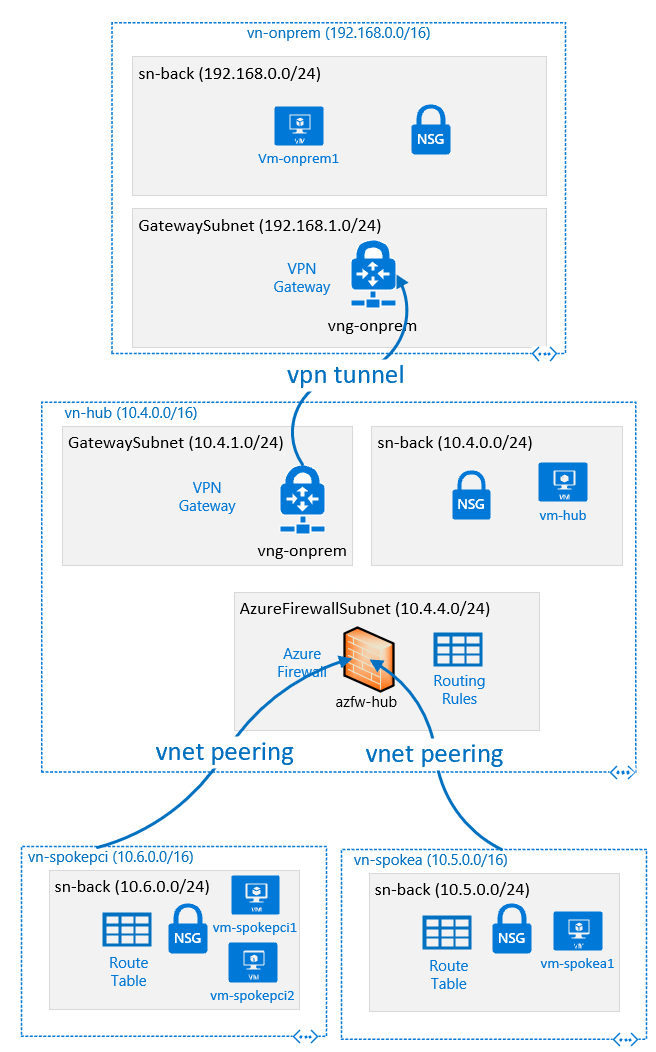 vn-onprem (192.168.0.0/16)
sn-back (192.168.0.0/24)
VM
Vm-onprem1
NSG
GatewaySubnet (192.168.1.0/24)
VPN
Gateway
vng-onprem
vpn tunnel
vn-hub (10.4.0.0/16)
GatewaySubnet (10.4.1.0/24)
VPN
Gateway
vng-onprem
sn-back (10.4.0.0/24)
NSG
VM
vm-hub
AzureFirewallSubnet (10.4.4.0/24)
Azure
Firewall
azfw-hub
Routing
Rules
vnet peering
vnet peering
vn-spokepci (10.6.0.0/16)
sn-back (10.6.0.0/24)
Route
Table
NSG
VM
vm-spokepci1
VM
vm-spokepci2
vn-spokea (10.5.0.0/16)
sn-back (10.5.0.0/24)
Route
Table
NSG
VM
vm-spokea1